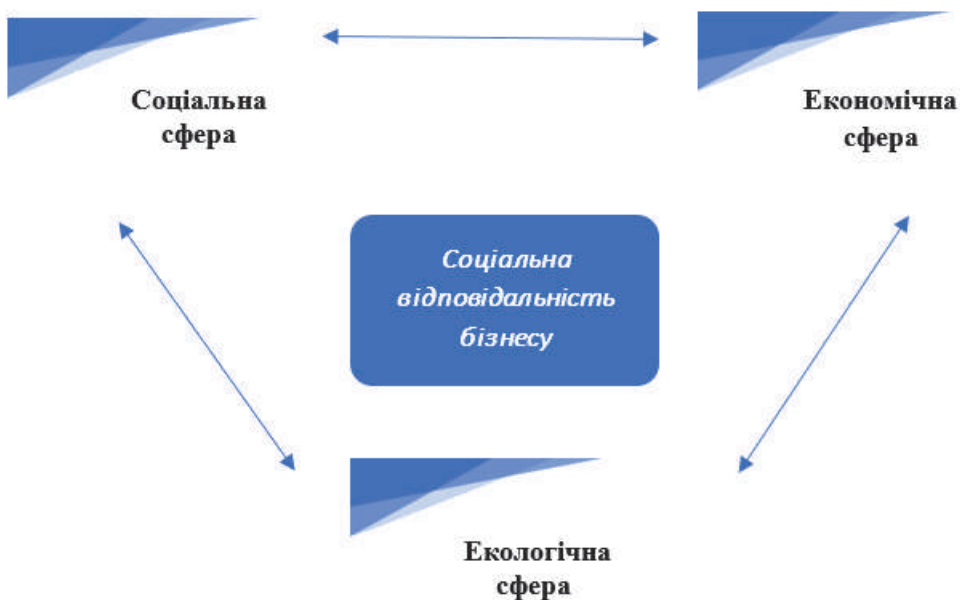 Соціальна
сфера
Економічна
сфера
Соціальна
відповідальність
бізнесу
Екологічна
сфера